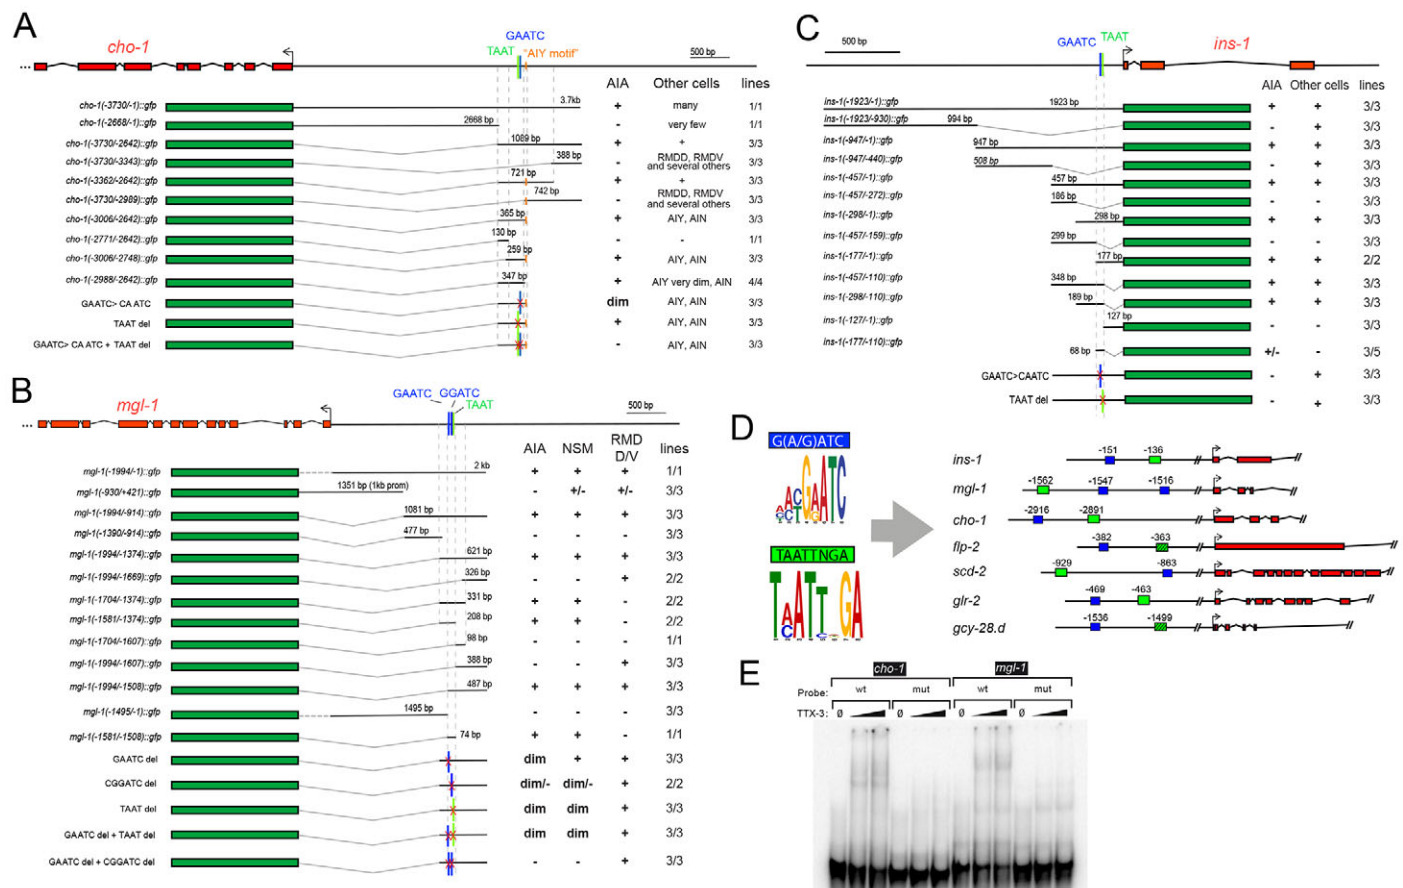 A
cho-1
GAATC
TAAT "AIY motif"
500 bp
...
AIA Other cells lines
cho-1(-3730/-1)::gfp 3.7kb + many 1/1
cho-1(-2668/-1)::gfp 2668 bp - very few 1/1
cho-1(-3730/-2642)::gfp 1089 bp + + 3/3
cho-1(-3730/-3343)::gfp 388 bp - RMDD, RMDV and several others 3/3
cho-1(-3362/-2642)::gfp 721 bp + + 3/3
cho-1(-3730/-2989)::gfp 742 bp - RMDD, RMDV and several others 3/3
cho-1(-3006/-2642)::gfp 365 bp + AIY, AIN 3/3
cho-1(-2771/-2642)::gfp 130 bp - - 1/1
cho-1(-3006/-2748)::gfp 259 bp + AIY, AIN 3/3
cho-1(-2988/-2642)::gfp 347 bp + AIY very dim, AIN 4/4
GAATC> CAATC dim AIY, AIN 3/3
TAAT del + AIY, AIN 3/3
GAATC> CAATC + TAAT del - AIY, AIN 3/3
B
mgl-1
GAATC GGATC
TAAT
500 bp
...
AIA NSM RMD D/V lines
mgl-1(-1994/-1)::gfp 2 kb + + + 1/1
mgl-1(-930/+421)::gfp 1351 bp (1kb prom) - +/- +/- 3/3
mgl-1(-1994/-914)::gfp 1081 bp + + + 3/3
mgl-1(-1390/-914)::gfp 477 bp - - - 3/3
mgl-1(-1994/-1374)::gfp 621 bp + + + 3/3
mgl-1(-1994/-1669)::gfp 326 bp - - + 2/2
mgl-1(-1704/-1374)::gfp 331 bp + + - 2/2
mgl-1(-1581/-1374)::gfp 208 bp + + - 2/2
mgl-1(-1704/-1607)::gfp 98 bp - - - 1/1
mgl-1(-1994/-1607)::gfp 388 bp - - + 3/3
mgl-1(-1994/-1508)::gfp 487 bp + + + 3/3
mgl-1(-1495/-1)::gfp 1495 bp - - - 3/3
mgl-1(-1581/-1508)::gfp 74 bp + + - 1/1
GAATC del dim + + 3/3
CGGATC del dim/- dim/- + 2/2
TAAT del dim dim + 3/3
GAATC del + TAAT del dim dim + 3/3
GAATC del + CGGATC del - - + 3/3
C
500 bp
GAATC TAAT
ins-1
AIA Other cells lines
ins-1(-1923/-1)::gfp 1923 bp + + 3/3
ins-1(-1923/-930)::gfp 994 bp - + 3/3
ins-1(-947/-1)::gfp 947 bp + + 3/3
ins-1(-947/-440)::gfp 508 bp - + 3/3
ins-1(-457/-1)::gfp 457 bp + + 3/3
ins-1(-457/-272)::gfp 186 bp - - 3/3
ins-1(-298/-1)::gfp 298 bp + + 3/3
ins-1(-457/-159)::gfp 299 bp - - 3/3
ins-1(-177/-1)::gfp 177 bp + + 2/2
ins-1(-457/-110)::gfp 348 bp + + 3/3
ins-1(-298/-110)::gfp 189 bp + + 3/3
ins-1(-127/-1)::gfp 127 bp - - 3/3
ins-1(-177/-110)::gfp 68 bp +/- - 3/5
GAATC>CAATC - + 3/3
TAAT del - + 3/3
D
G(A/G)ATC
TAATTNGA
ins-1 -151 -136
mgl-1 -1562 -1547 -1516
cho-1 -2916 -2891
flp-2 -382 -363
scd-2 -929 -863
glr-2 -469 -463
gcy-28.d -1536 -1499
E
cho-1 mgl-1
Probe: wt mut wt mut
TTX-3: Ø Ø Ø Ø